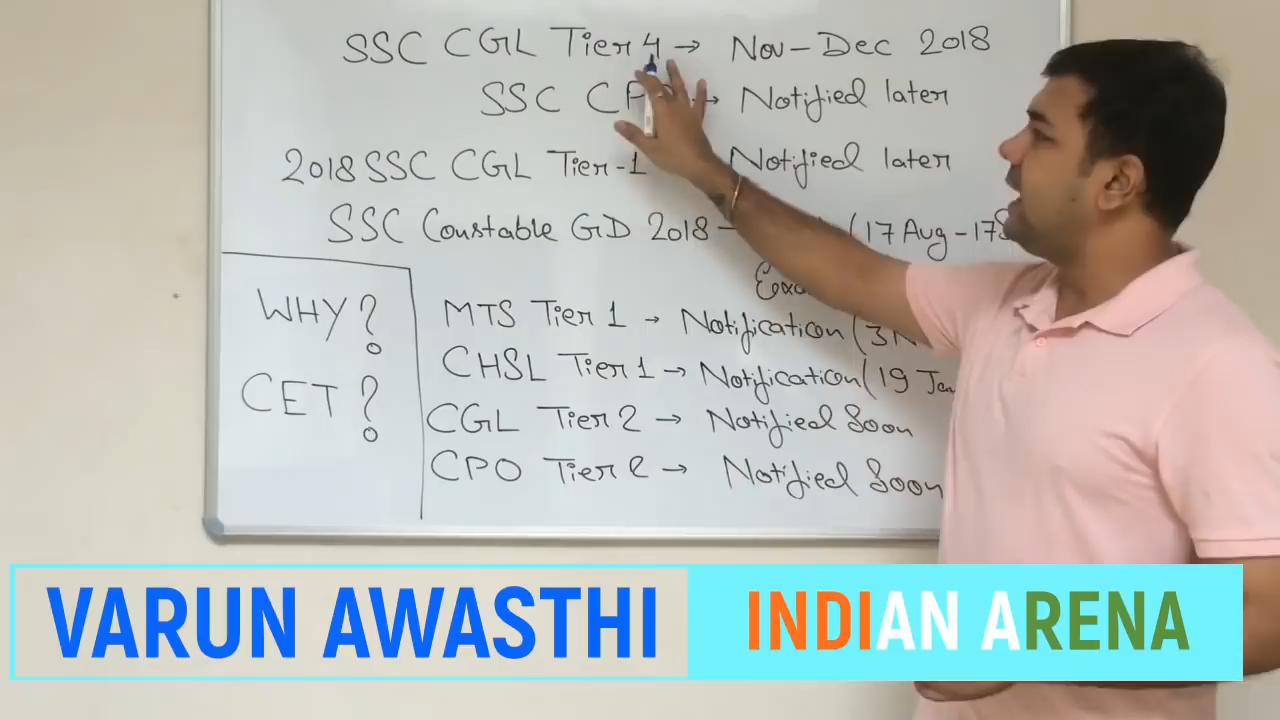 SSC CGL Tier 4 → Nov - Dec 2018
SSC CPO → Notified later
2018 SSC CGL Tier-1 Notified later
SSC Constable GD 2018 - (17 Aug - 17
WHY?
CET?
MTS Tier 1 → Notification (3
CHSL Tier 1 → Notification (19 Jan
CGL Tier 2 → Notified Soon
CPO Tier 2 → Notified Soon
VARUN AWASTHI
INDIAN ARENA